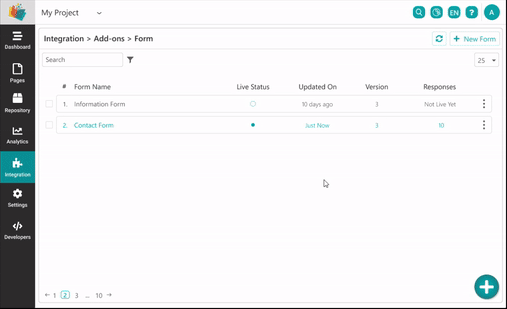 My Project
EN
?
A
Dashboard
Pages
Repository
Analytics
Integration
Settings
Developers
Integration > Add-ons > Form
+ New Form
Search
25
# Form Name Live Status Updated On Version Responses
1. Information Form 10 days ago 3 Not Live Yet
2. Contact Form Just Now 3 10
← 1 2 3 ... 10 →